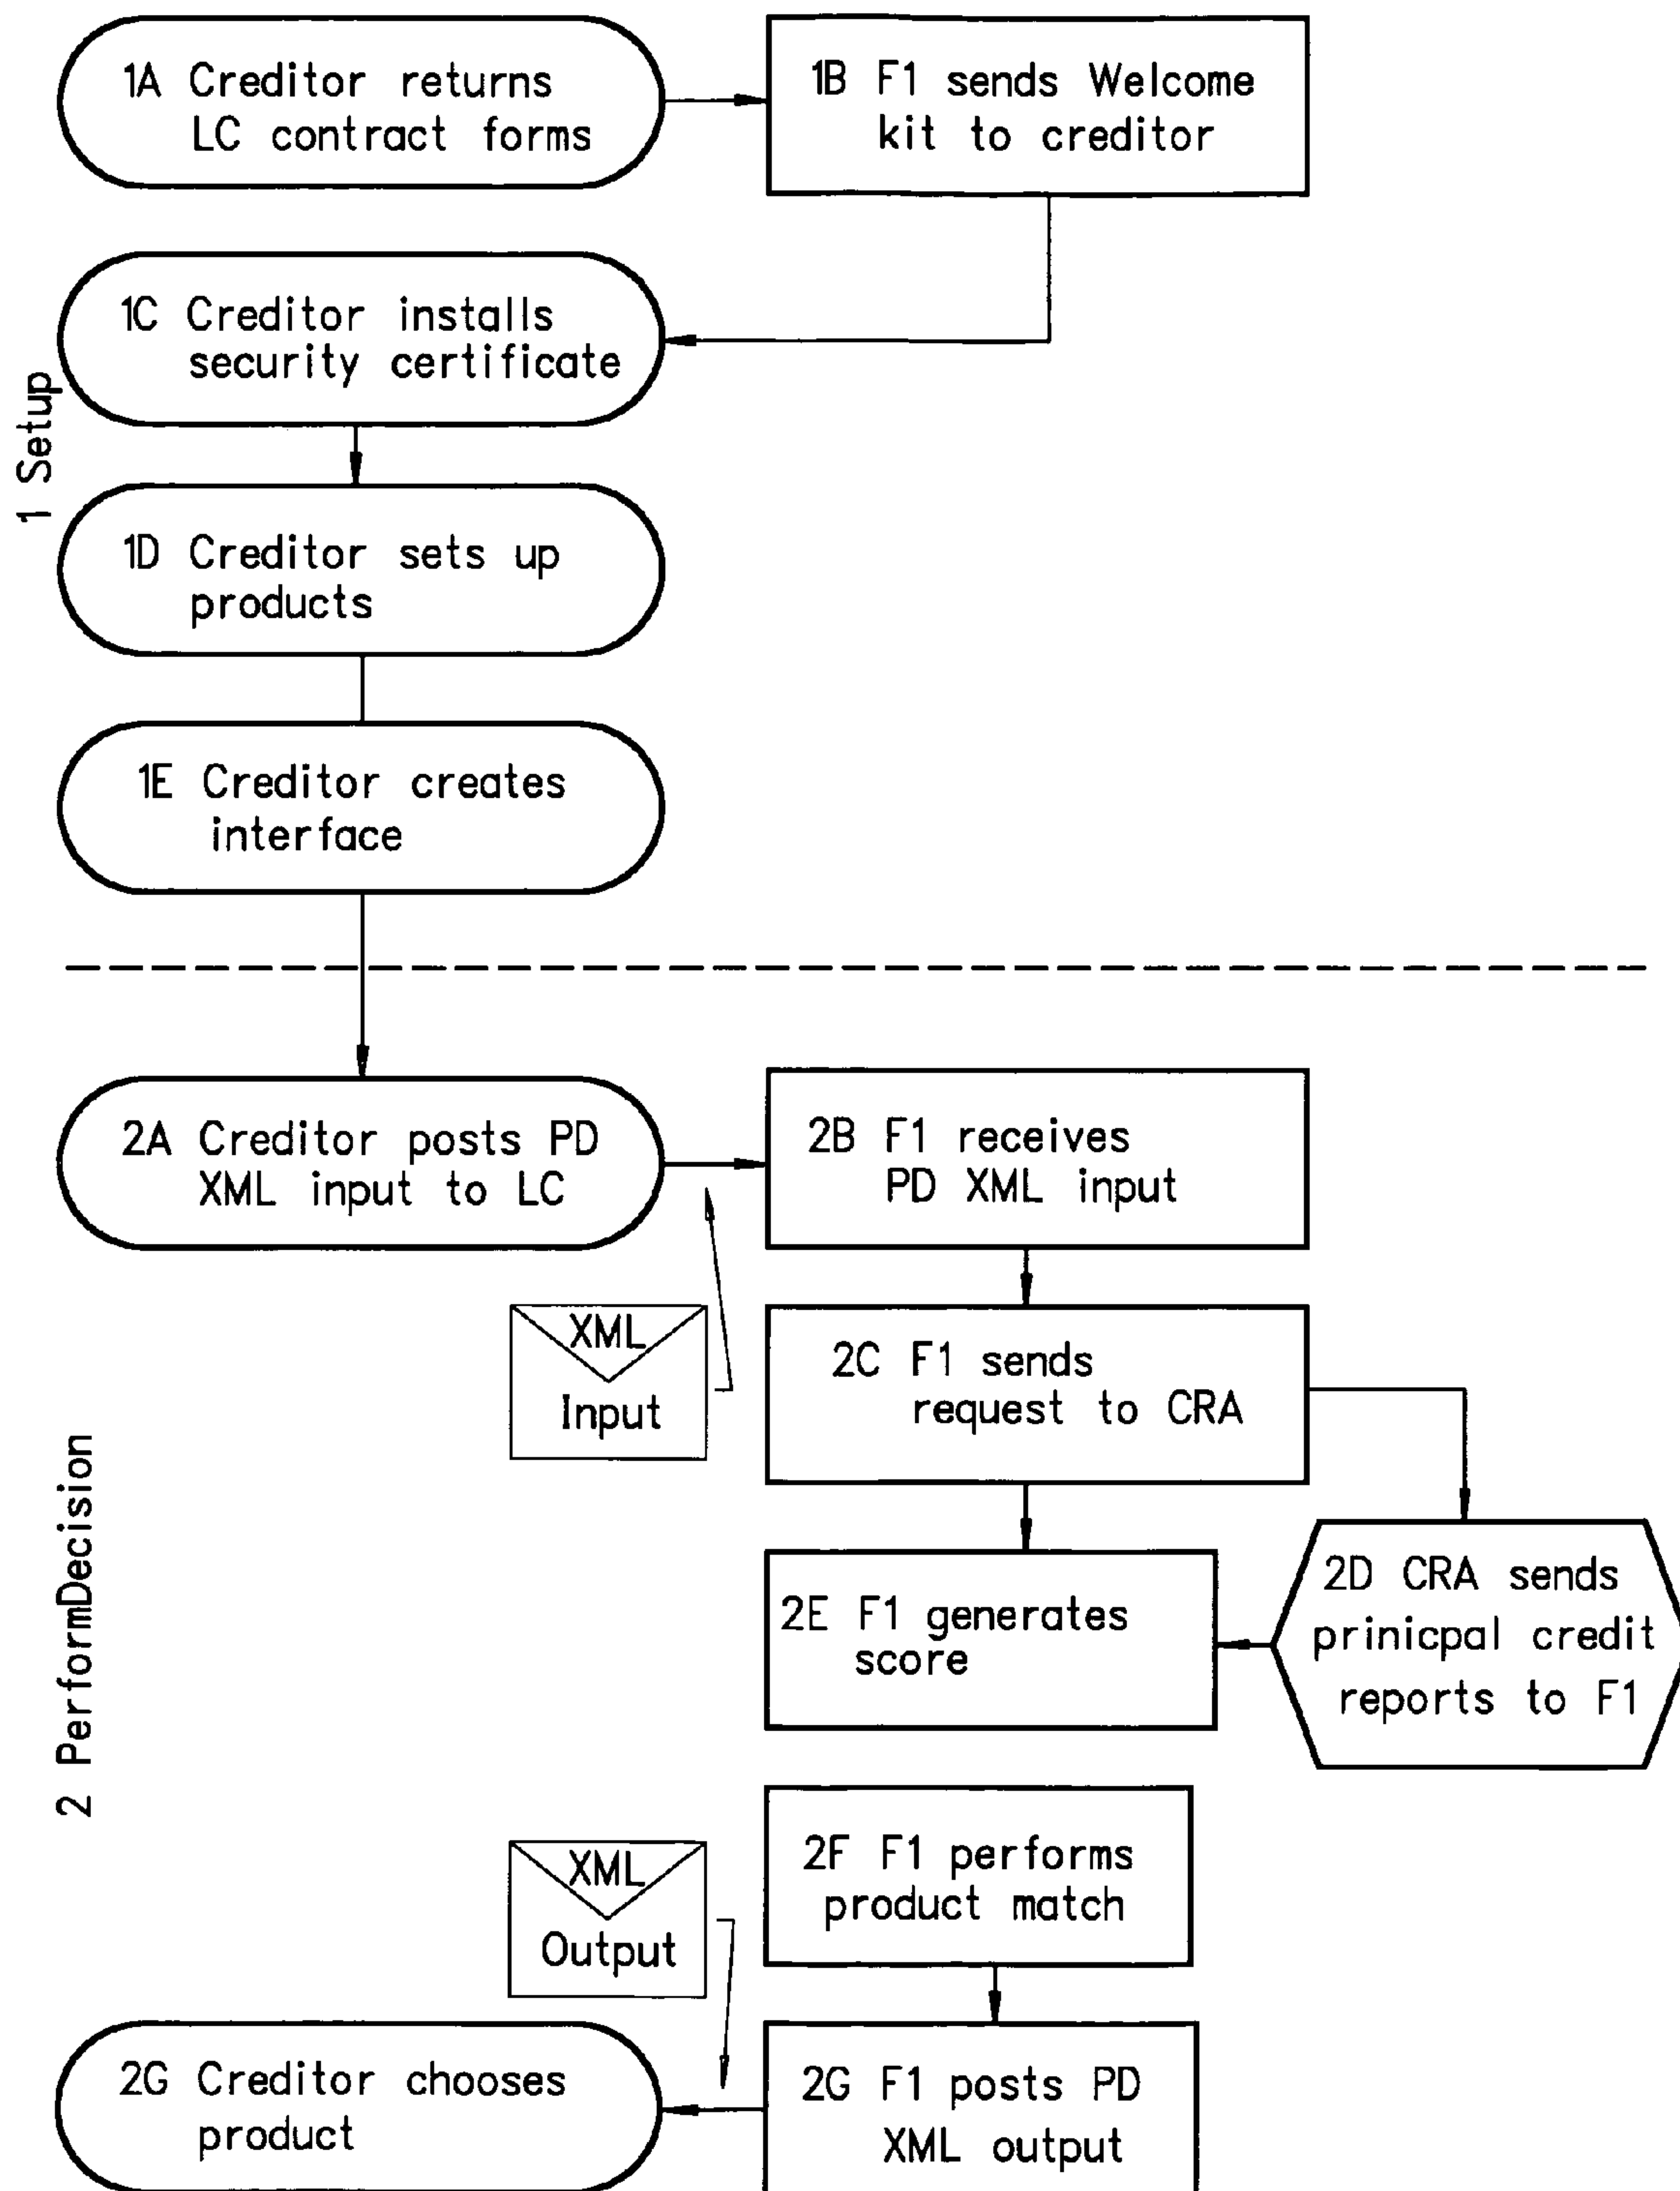 1A Creditor returns
LC contract forms
1B F1 sends Welcome
kit to creditor
1C Creditor installs
security certificate
1 Setup
1D Creditor sets up
products
1E Creditor creates
interface
2A Creditor posts PD
XML input to LC
2B F1 receives
PD XML input
XML
Input
2C F1 sends
request to CRA
2 PerformDecision
2D CRA sends
prinicpal credit
reports to F1
2E F1 generates
score
2F F1 performs
product match
XML
Output
2G F1 posts PD
XML output
2G Creditor chooses
product